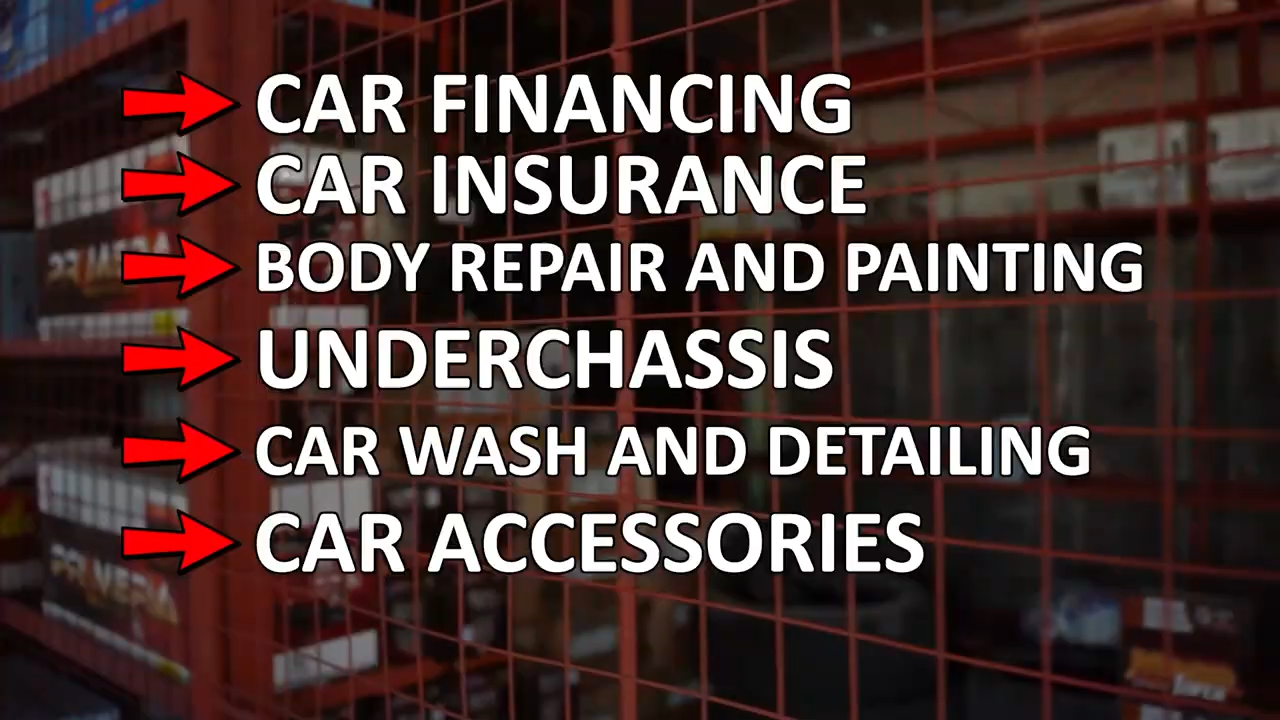 CAR FINANCING
CAR INSURANCE
BODY REPAIR AND PAINTING
UNDERCHASSIS
CAR WASH AND DETAILING
CAR ACCESSORIES